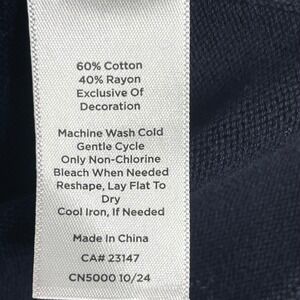 60% Cotton
40% Rayon
Exclusive Of
Decoration
Machine Wash Cold
Gentle Cycle
Only Non-Chlorine
Bleach When Needed
Reshape, Lay Flat To
Dry
Cool Iron, If Needed
Made In China
CA# 23147
CN5000 10/24